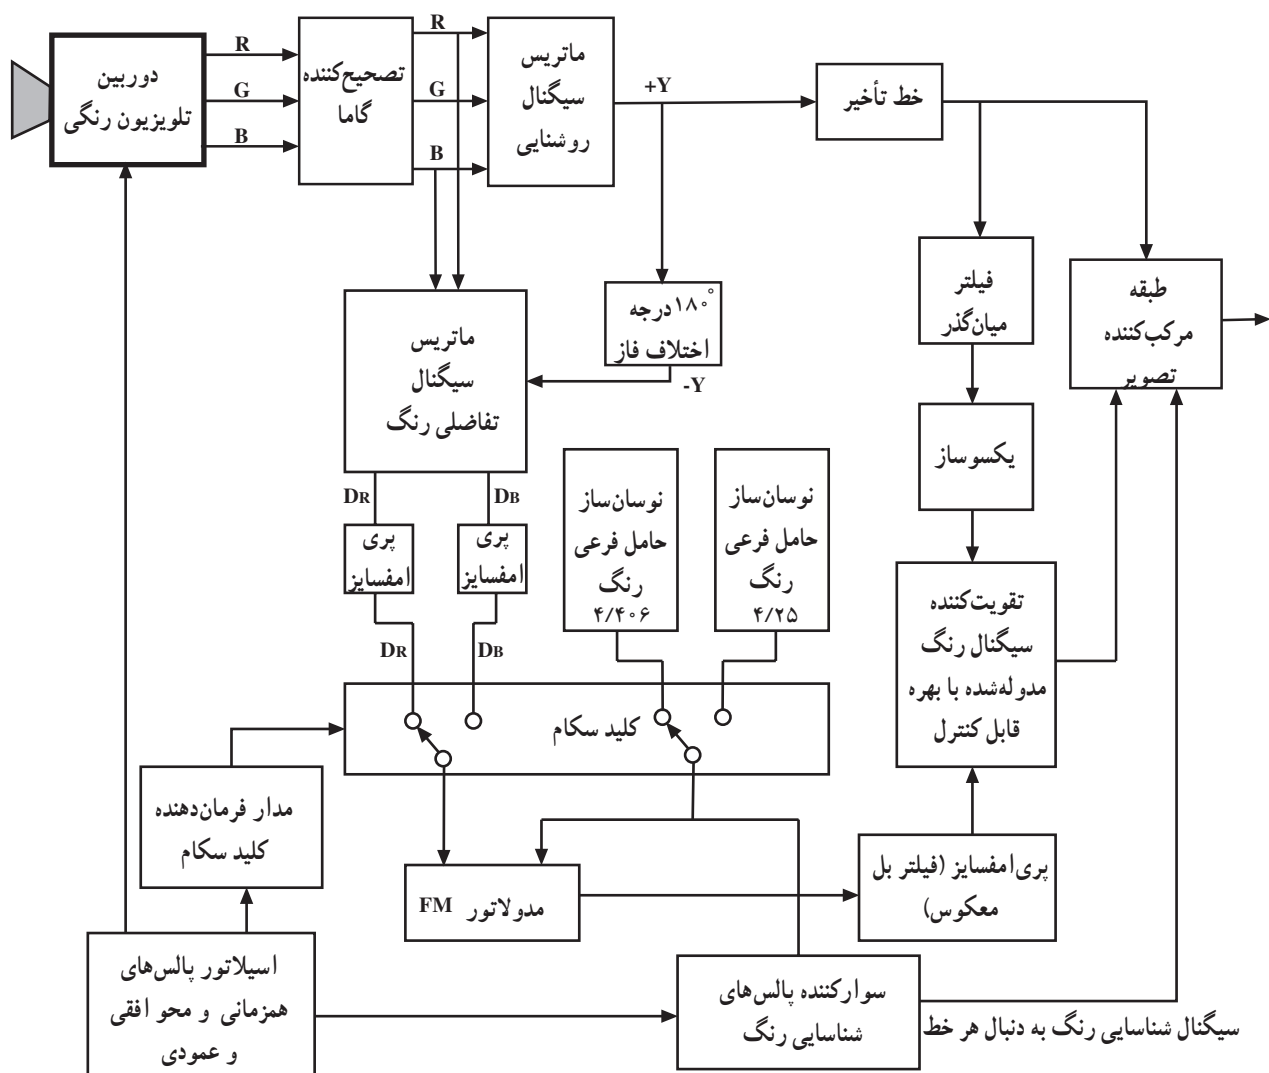 دوربین
تلویزیون رنگی
R
G
B
تصحیح‌کننده
گاما
R
G
B
ماتریس
سیگنال
روشنایی
+Y
خط تأخیر
فیلتر
میان‌گذر
طبقه
مرکب‌کننده
تصویر
۱۸۰° درجه
اختلاف فاز
-Y
ماتریس
سیگنال
تفاضلی رنگ
یکسوساز
DR
DB
پری
امفسایز
پری
امفسایز
نوسان‌ساز
حامل فرعی
رنگ
۴/۴۰۶
نوسان‌ساز
حامل فرعی
رنگ
۴/۲۵
تقویت‌کننده
سیگنال رنگ
مدوله‌شده با بهره
قابل کنترل
DR
DB
کلید سکام
مدار فرمان‌دهنده
کلید سکام
مدولاتور FM
پری‌امفسایز (فیلتر بل
معکوس)
اسیلاتور پالس‌های
همزمانی و محو افقی
و عمودی
سوارکننده پالس‌های
شناسایی رنگ
سیگنال شناسایی رنگ به دنبال هر خط